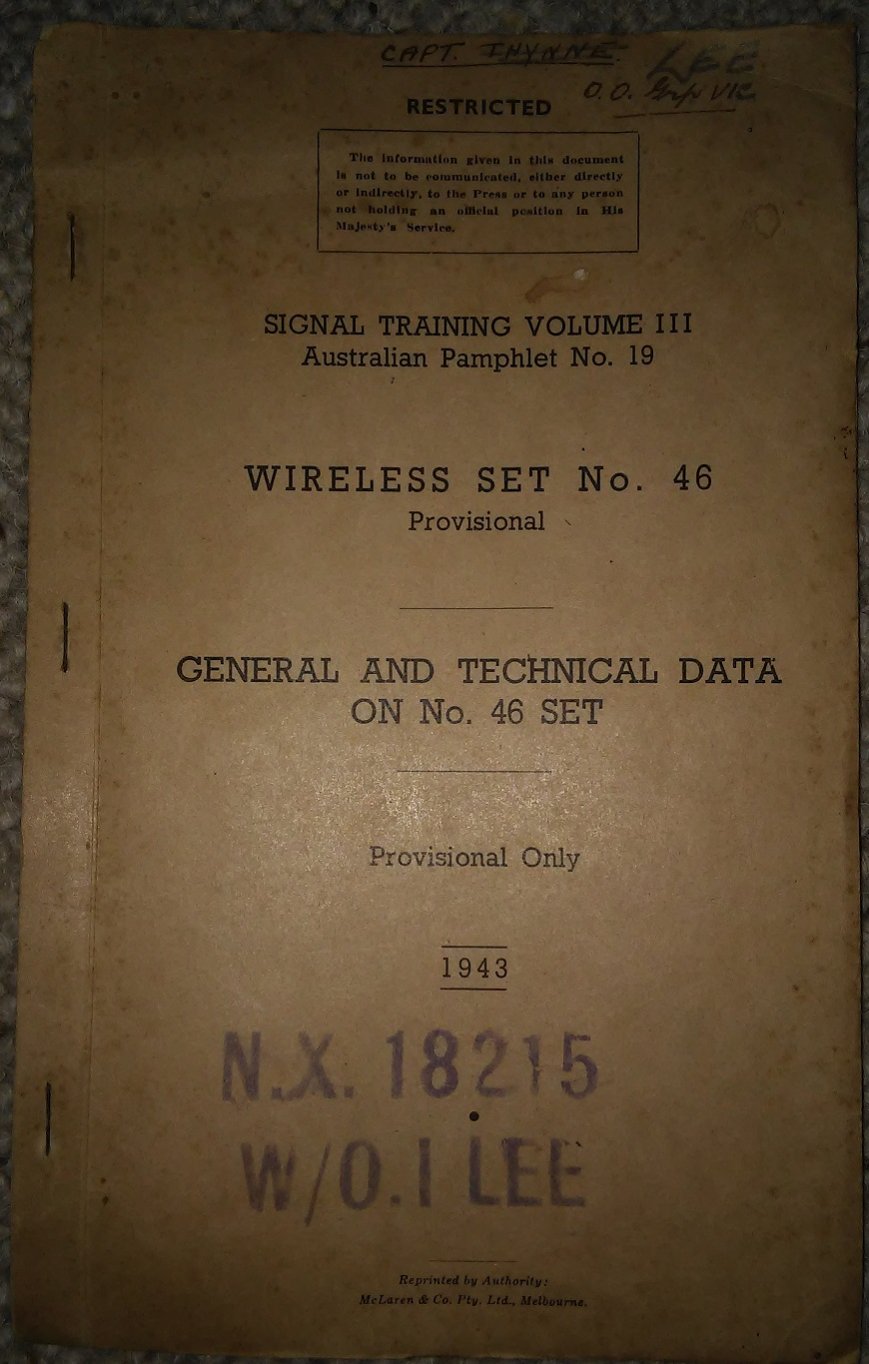 CAPT. THYNNE.
LEE
O.O. VIC
RESTRICTED
The information given in this document
is not to be communicated, either directly
or indirectly, to the Press or to any person
not holding an official position in His
Majesty's Service.
SIGNAL TRAINING VOLUME III
Australian Pamphlet No. 19
WIRELESS SET No. 46
Provisional
GENERAL AND TECHNICAL DATA
ON No. 46 SET
Provisional Only
1943
N.X. 18215
W/O.I LEE
Reprinted by Authority:
McLaren & Co. Pty. Ltd., Melbourne.